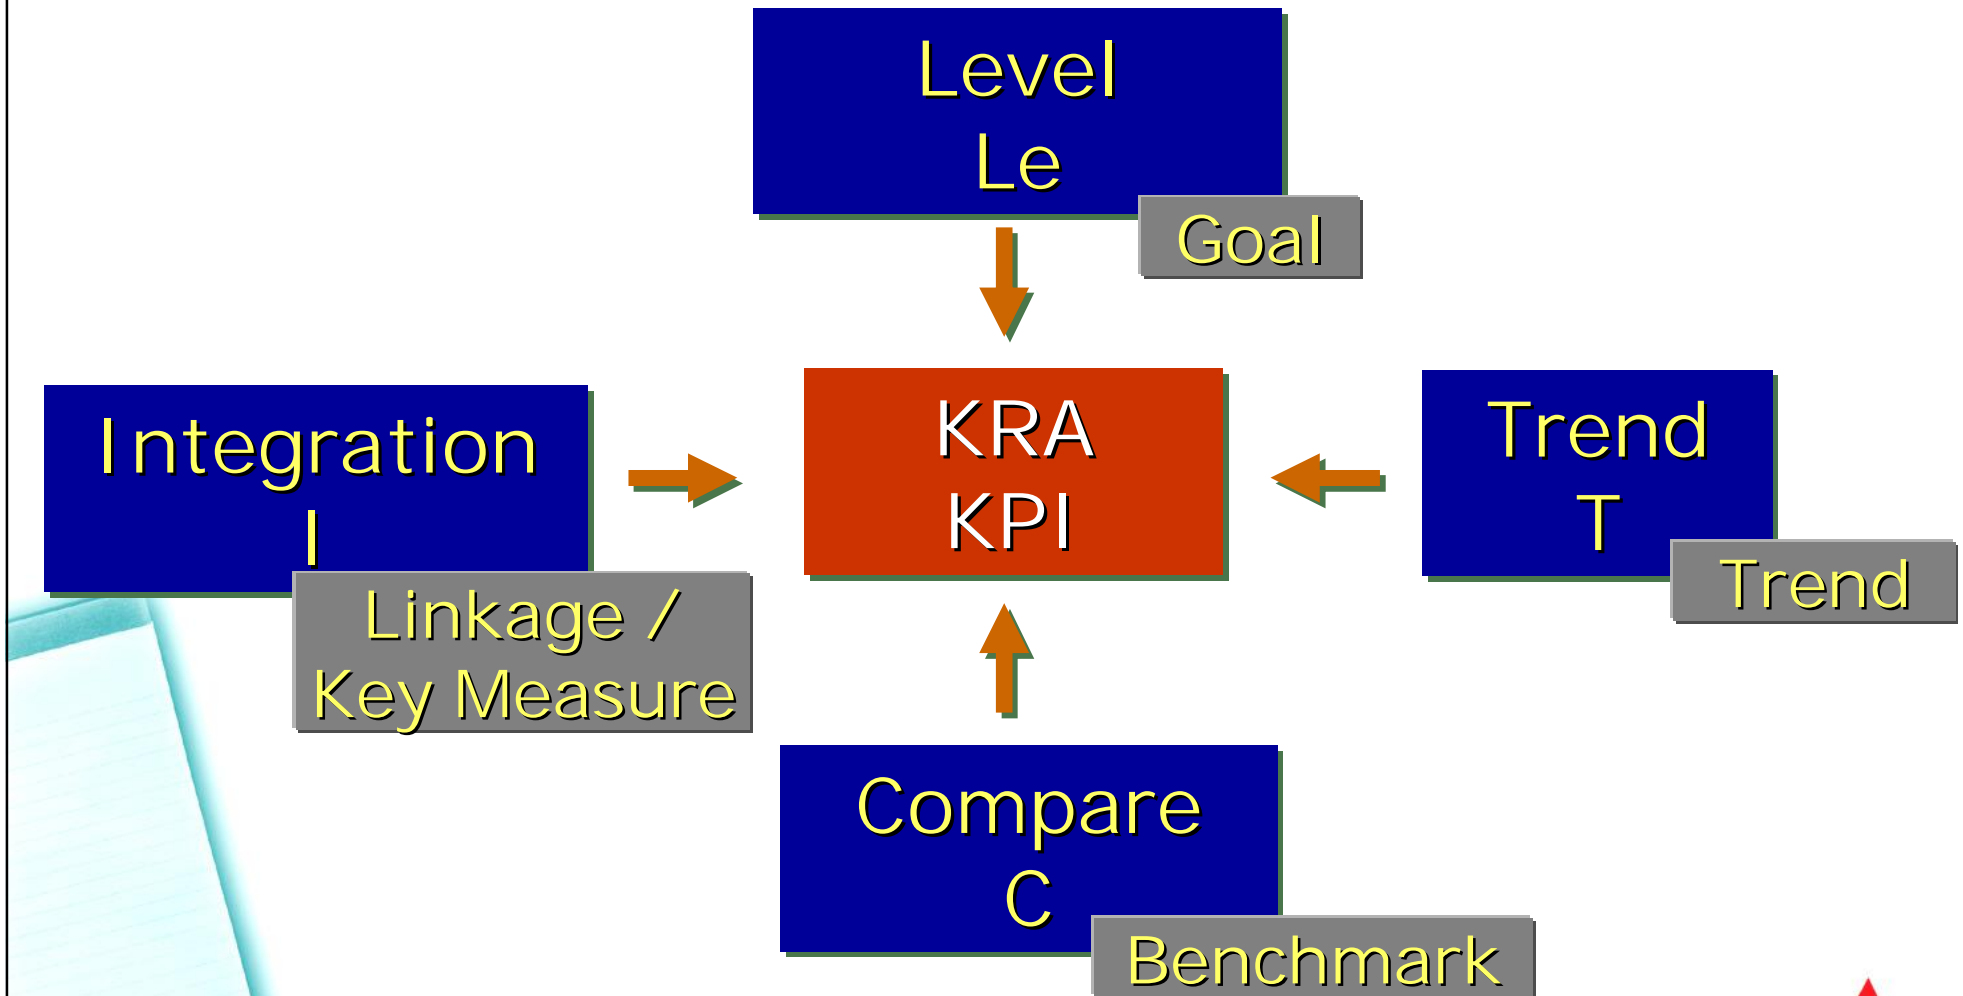 Level
Le
Goal
Integration
I
Linkage /
Key Measure
KRA
KPI
Trend
T
Trend
Compare
C
Benchmark